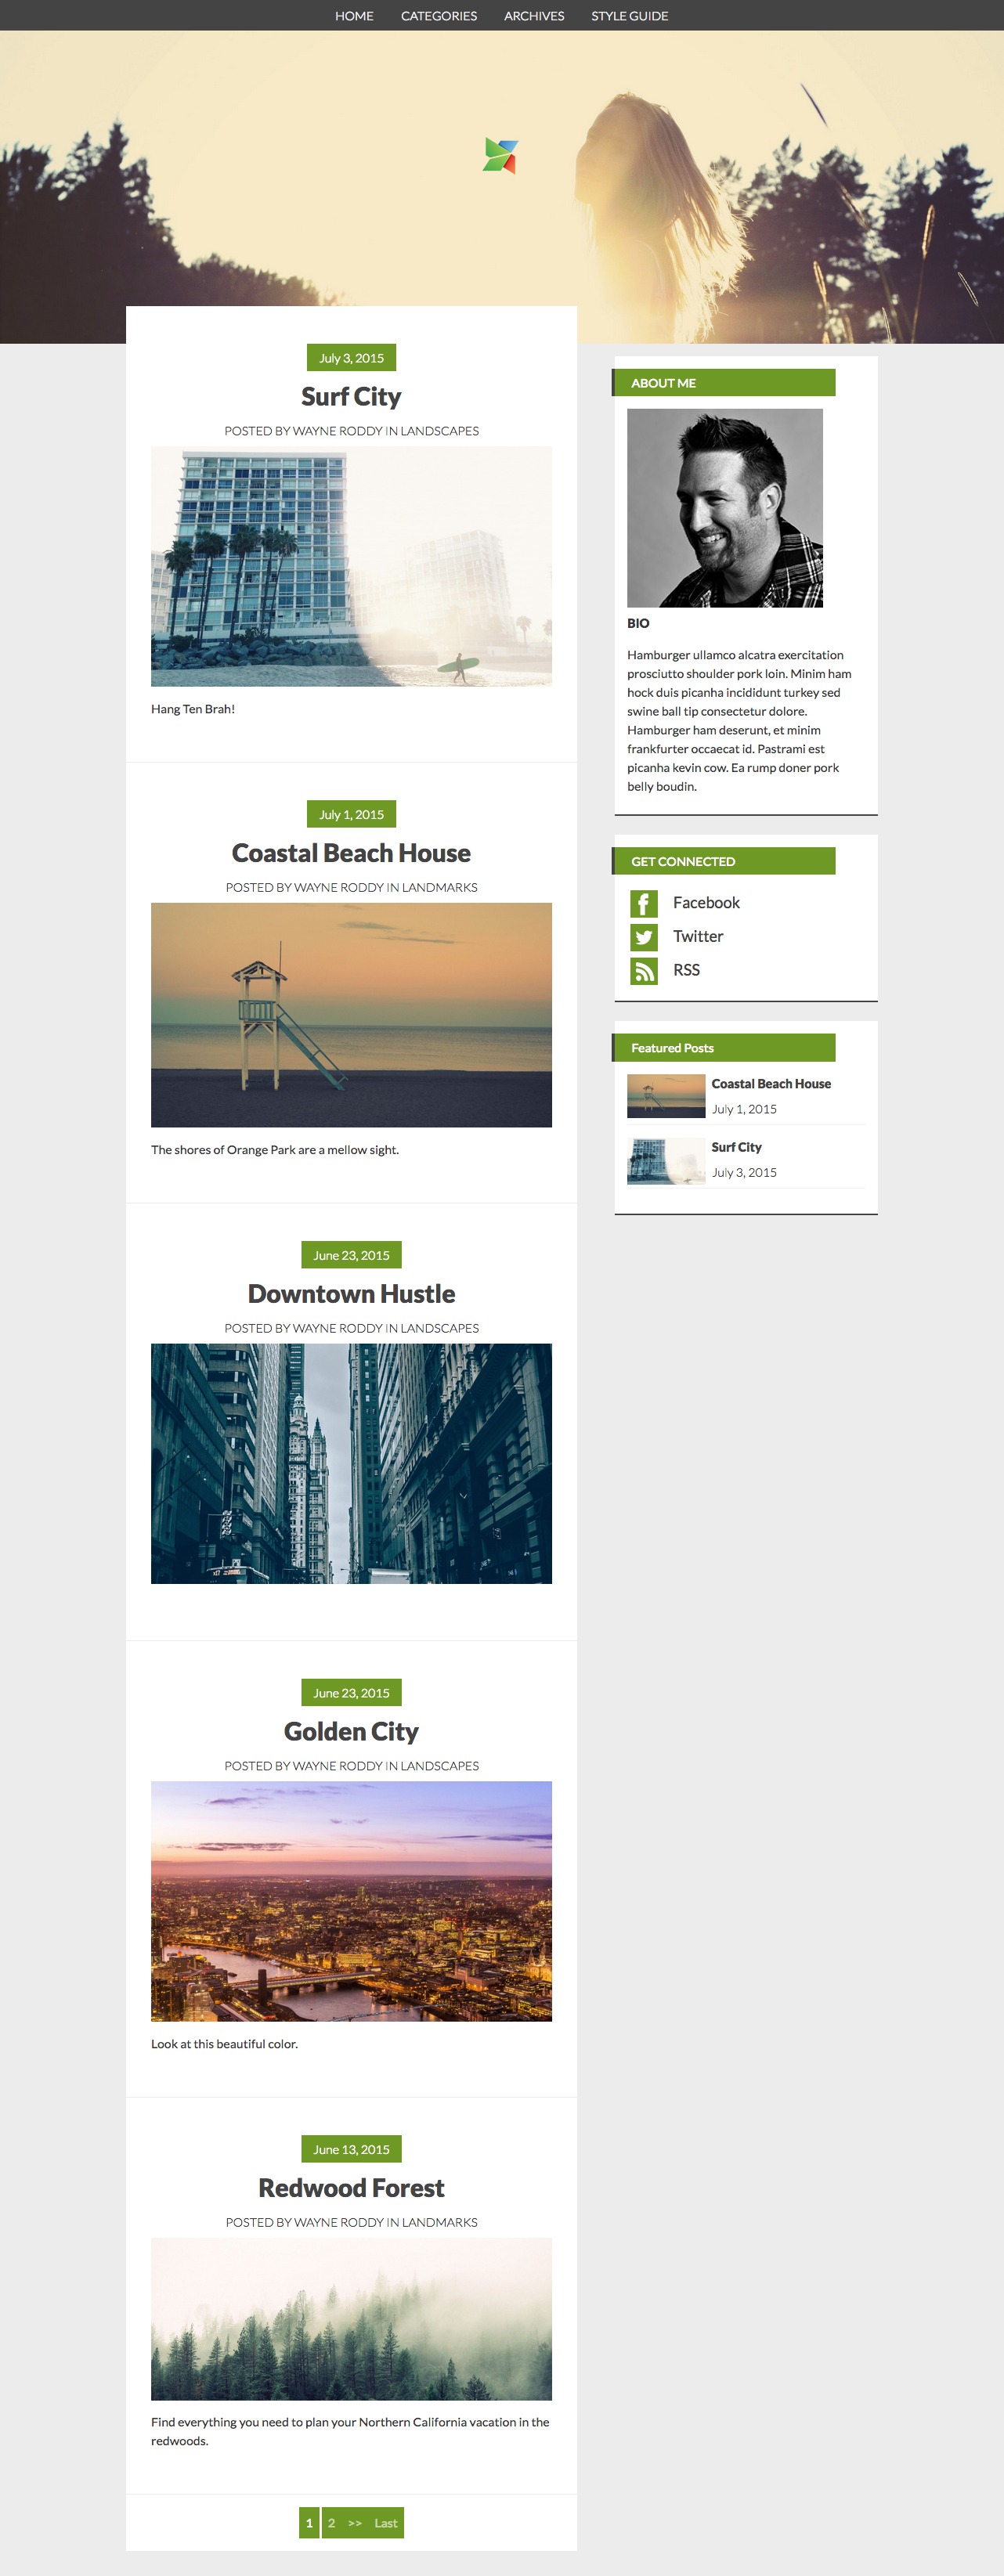 HOME CATEGORIES ARCHIVES STYLE GUIDE
July 3, 2015
Surf City
POSTED BY WAYNE RODDY IN LANDSCAPES
Hang Ten Brah!
July 1, 2015
Coastal Beach House
POSTED BY WAYNE RODDY IN LANDMARKS
The shores of Orange Park are a mellow sight.
June 23, 2015
Downtown Hustle
POSTED BY WAYNE RODDY IN LANDSCAPES
June 23, 2015
Golden City
POSTED BY WAYNE RODDY IN LANDSCAPES
Look at this beautiful color.
June 13, 2015
Redwood Forest
POSTED BY WAYNE RODDY IN LANDMARKS
Find everything you need to plan your Northern California vacation in the
redwoods.
1 2 >> Last
ABOUT ME
BIO
Hamburger ullamco alcatra exercitation
prosciutto shoulder pork loin. Minim ham
hock duis picanha incididunt turkey sed
swine ball tip consectetur dolore.
Hamburger ham deserunt, et minim
frankfurter occaecat id. Pastrami est
picanha kevin cow. Ea rump doner pork
belly boudin.
GET CONNECTED
Facebook
Twitter
RSS
Featured Posts
Coastal Beach House
July 1, 2015
Surf City
July 3, 2015